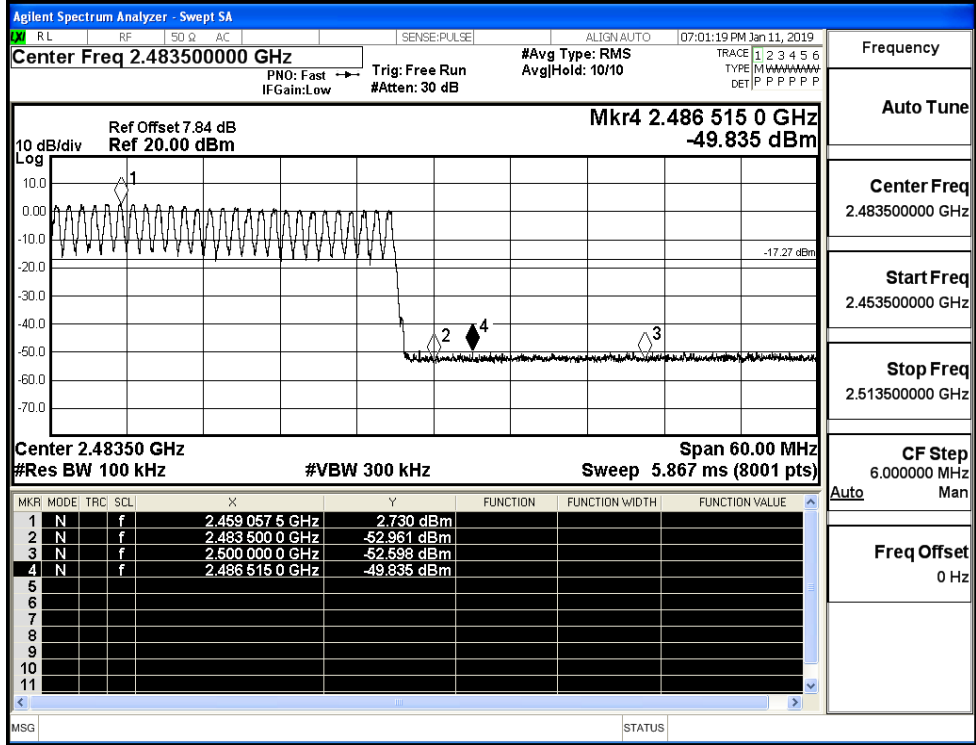 Agilent Spectrum Analyzer - Swept SA
LXI RL RF 50 Ω AC SENSE:PULSE ALIGNAUTO 07:01:19 PM Jan 11, 2019
Center Freq 2.483500000 GHz
PNO: Fast
IFGain:Low
Trig: Free Run
#Atten: 30 dB
#Avg Type: RMS
Avg|Hold: 10/10
TRACE 1 2 3 4 5 6
TYPE M WWWWW
DET P P P P P P
Mkr4 2.486 515 0 GHz
-49.835 dBm
Ref Offset 7.84 dB
10 dB/div Ref 20.00 dBm
Log
10.0
0.00
-10.0
-20.0
-30.0
-40.0
-50.0
-60.0
-70.0
1
2
4
3
-17.27 dBm
Center 2.48350 GHz Span 60.00 MHz
#Res BW 100 kHz #VBW 300 kHz Sweep 5.867 ms (8001 pts)
MKR MODE TRC SCL X Y FUNCTION FUNCTION WIDTH FUNCTION VALUE
1 N f 2.459 057 5 GHz 2.730 dBm
2 N f 2.483 500 0 GHz -52.961 dBm
3 N f 2.500 000 0 GHz -52.598 dBm
4 N f 2.486 515 0 GHz -49.835 dBm
5
6
7
8
9
10
11
MSG STATUS
Frequency
Auto Tune
Center Freq
2.483500000 GHz
Start Freq
2.453500000 GHz
Stop Freq
2.513500000 GHz
CF Step
6.000000 MHz
Auto Man
Freq Offset
0 Hz